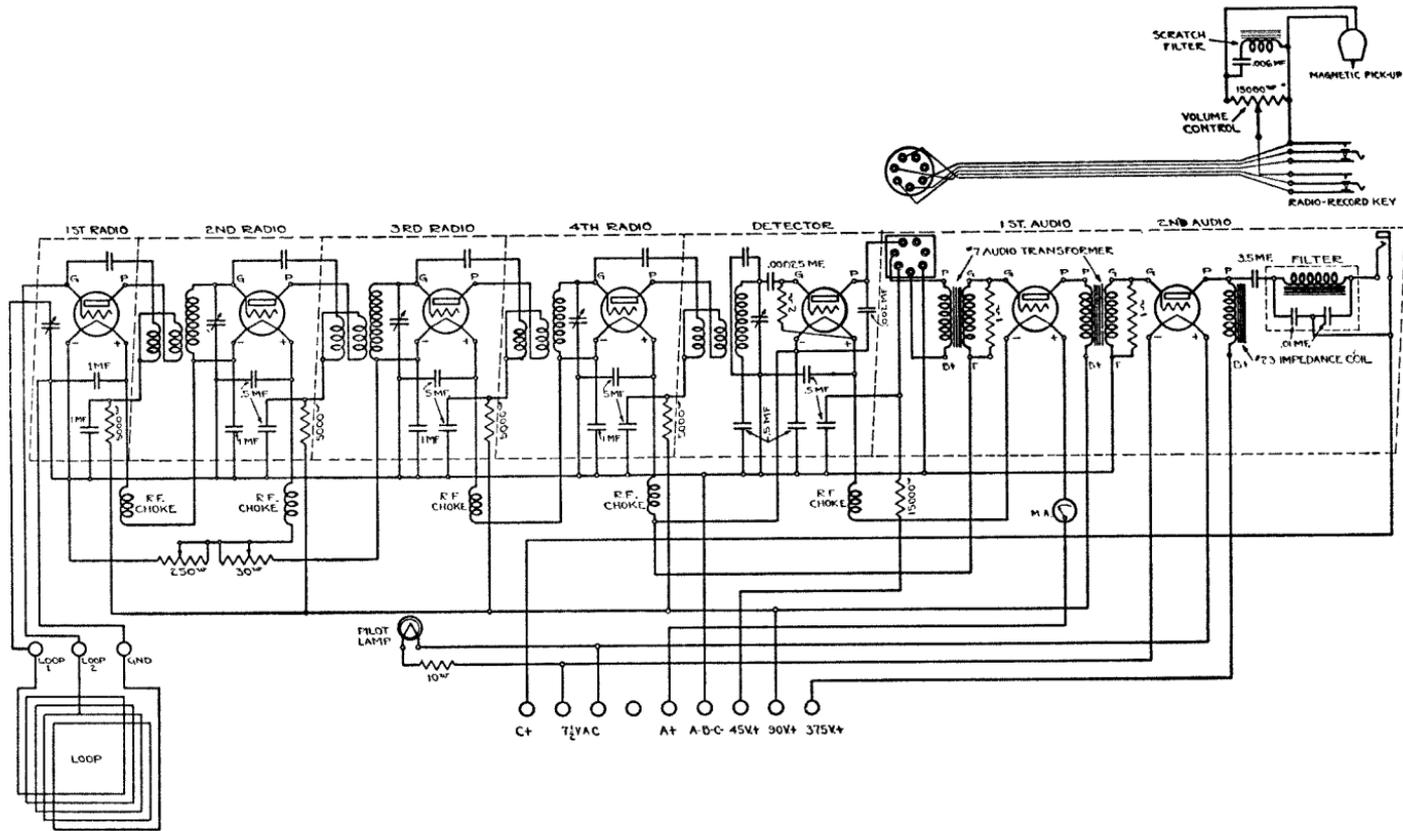 SCRATCH
FILTER
.006 MF
MAGNETIC PICK-UP
15000 ω
VOLUME
CONTROL
RADIO-RECORD KEY
1ST RADIO
2ND RADIO
3RD RADIO
4TH RADIO
DETECTOR
1ST. AUDIO
2ND AUDIO
G P
G P
G P
G P
.00025 MF
G P
#7 AUDIO TRANSFORMER
P G
G P
P G
G P
P
3.5 MF
FILTER
2
.002 MF
- +
- +
- +
- +
- +
- +
- +
.01 MF
#23 IMPEDANCE COIL
B+ F
B+ F
B+
1 MF
.5 MF
.5 MF
.5 MF
.5 MF
1 MF
5000 ω
1 MF
5000 ω
1 MF
5000 ω
1 MF
5000 ω
.5 MF
R.F.
CHOKE
R.F.
CHOKE
R.F.
CHOKE
R.F.
CHOKE
R.F.
CHOKE
15000 ω
M.A.
250 ω
30 ω
PILOT
LAMP
10 ω
LOOP
1
LOOP
2
GND
LOOP
C+
7½ V A C
A+
A-B-C-
45V.+
90V.+
375V.+